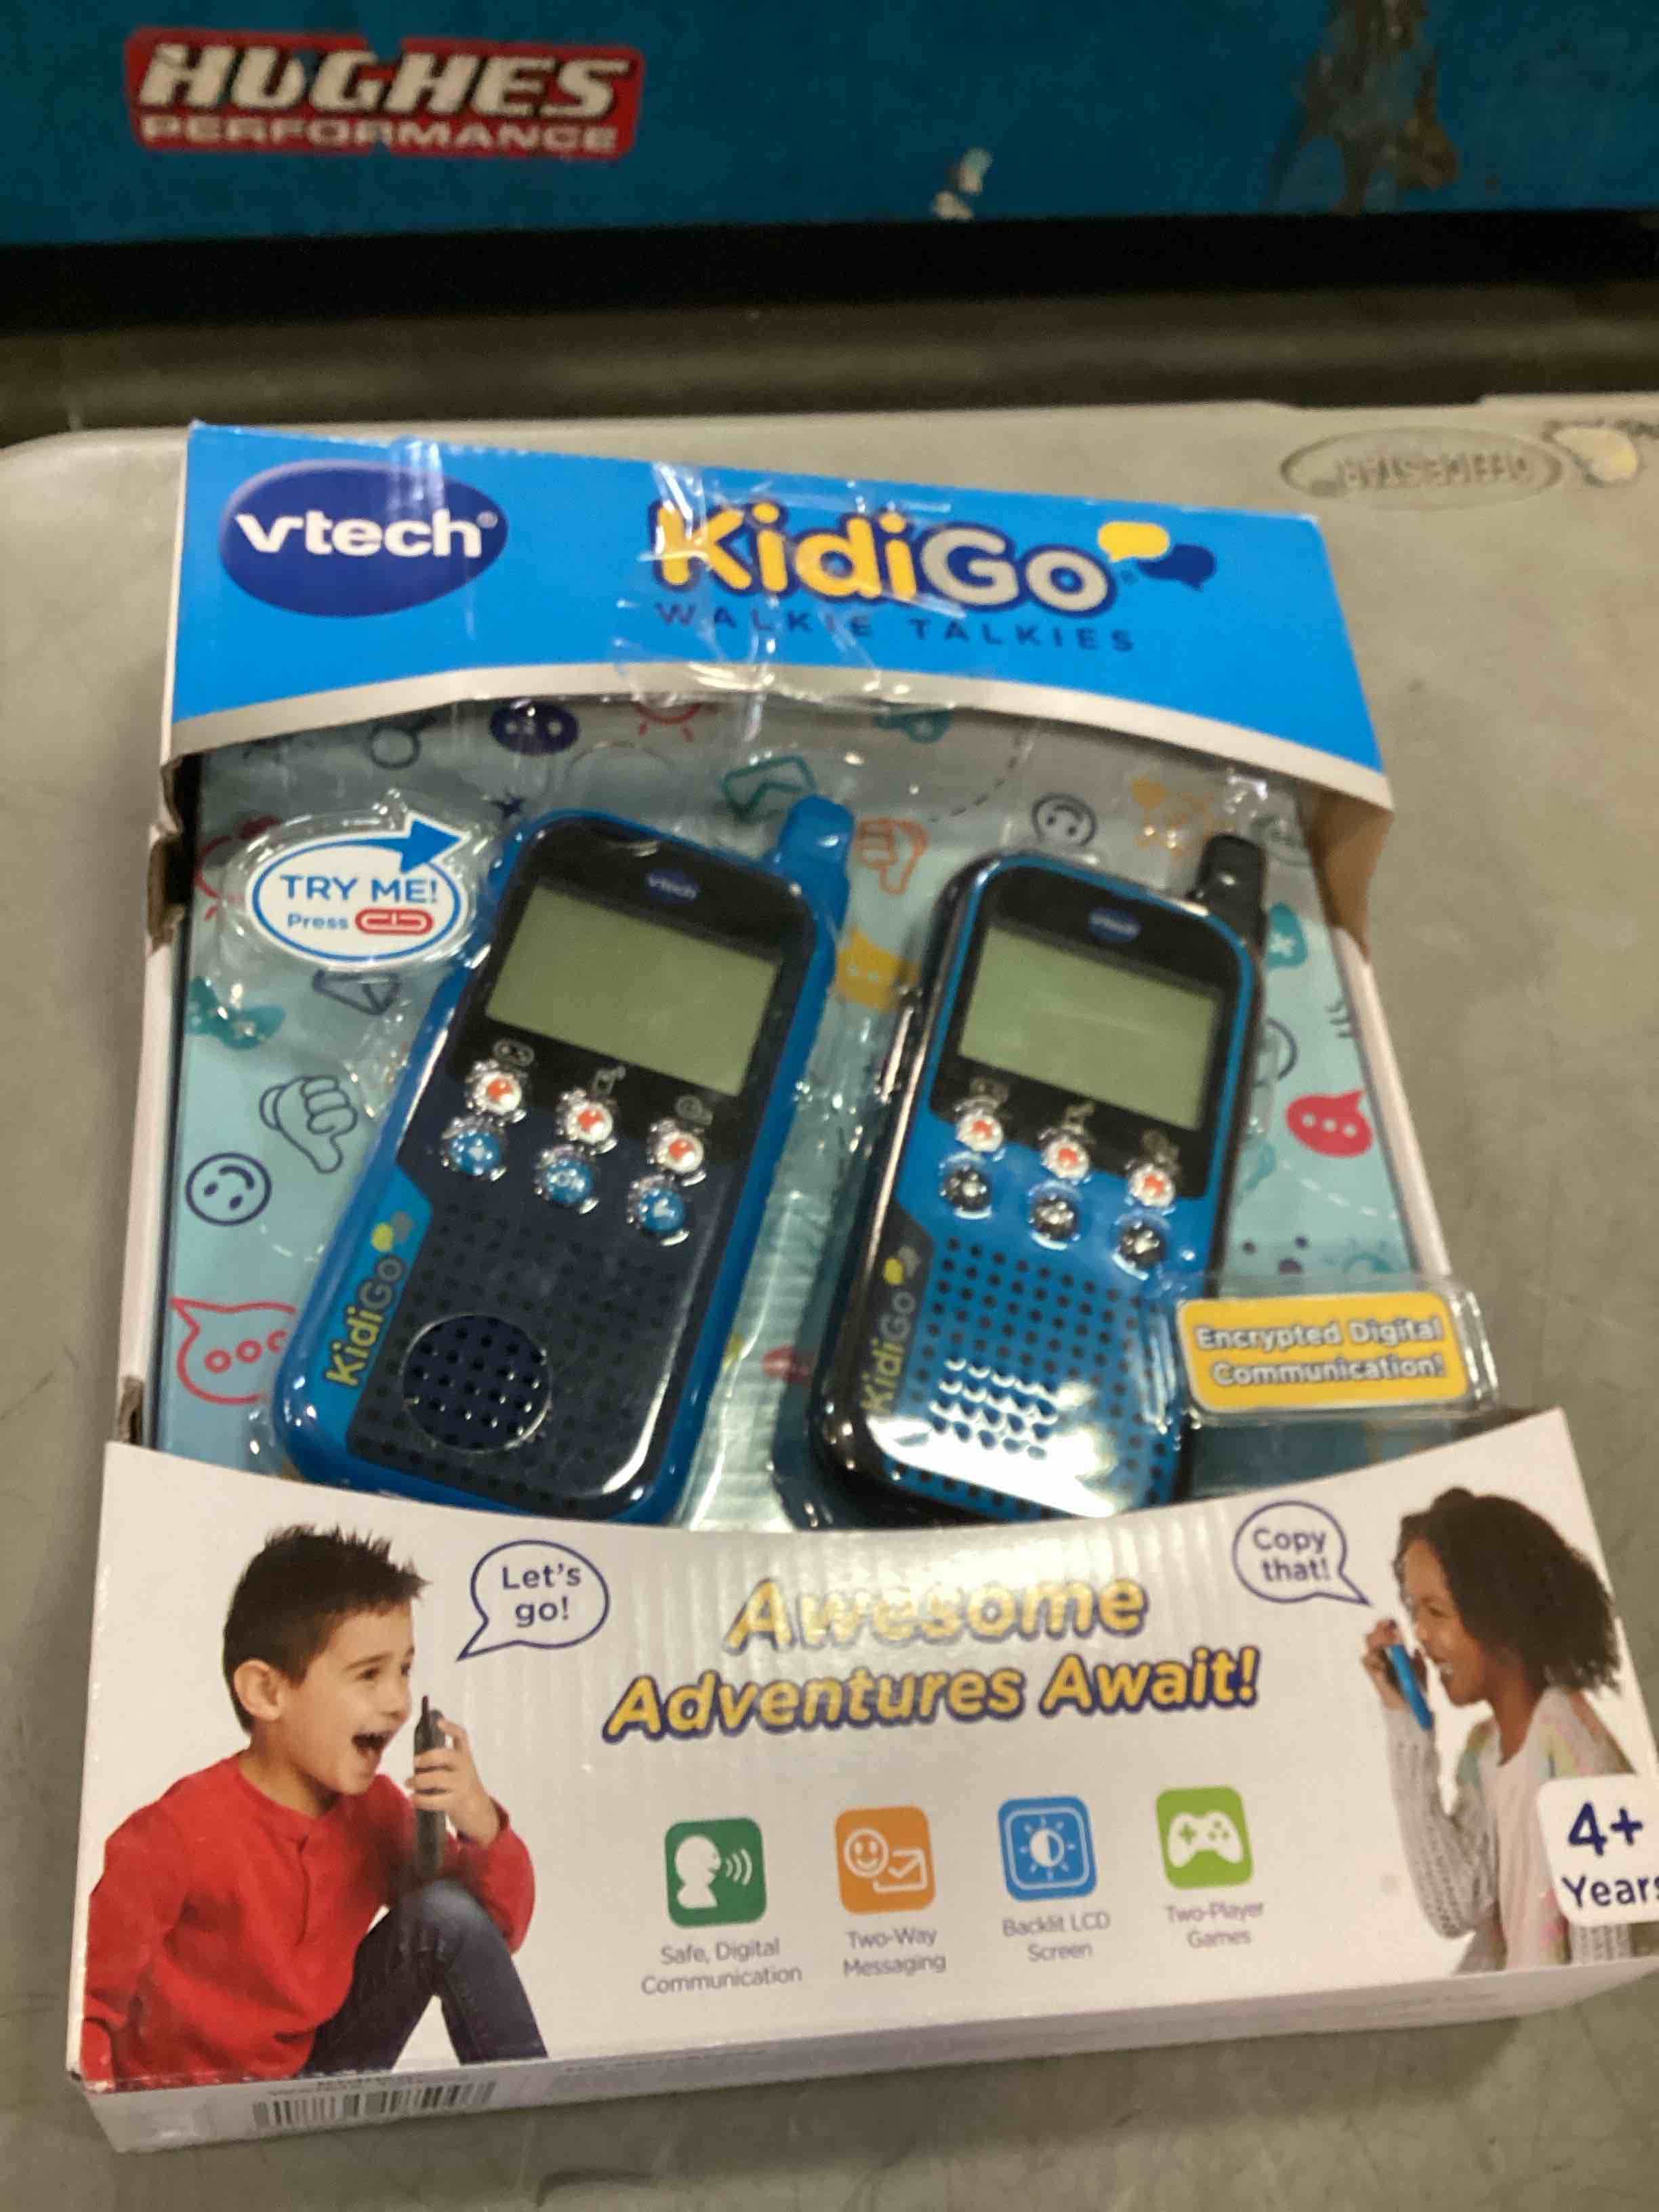 HUGHES
PERFORMANCE
vtech®
KidiGo®
WALKIE TALKIES
TRY ME!
Press
vtech
vtech
KidiGo
KidiGo
Encrypted Digital
Communication!
Let's
go!
Copy
that!
Awesome
Adventures Await!
4+
Years
Safe, Digital
Communication
Two-Way
Messaging
Backlit LCD
Screen
Two-Player
Games